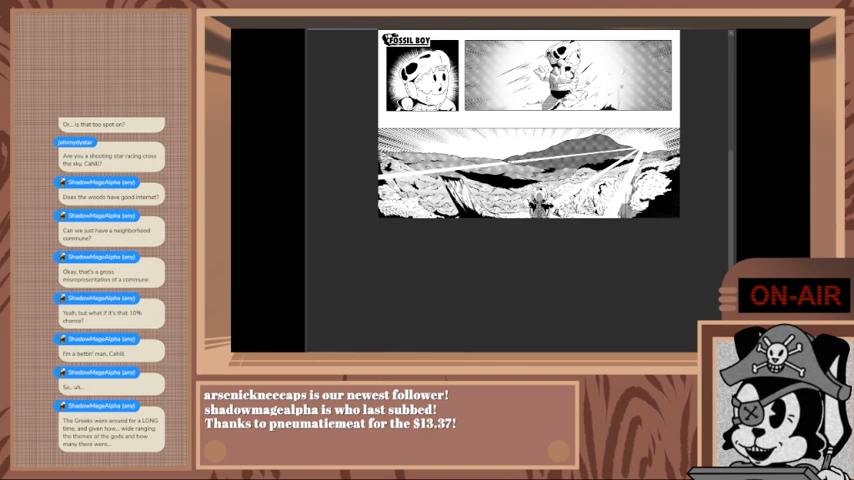 Or... is that too spot on?
johnnydystar
Are you a shooting star racing cross
the sky, Cahill?
ShadowMageAlpha (any)
Does the woods have good internet?
ShadowMageAlpha (any)
Can we just have a neighborhood
commune?
ShadowMageAlpha (any)
Okay, that's a gross
misrepresentation of a commune
ShadowMageAlpha (any)
Yeah, but what if it's that 10%
chance?
ShadowMageAlpha (any)
I'm a bettin' man, Cahill.
ShadowMageAlpha (any)
So.. uh...
ShadowMageAlpha (any)
The Greeks were around for a LONG
time, and given how... wide ranging
the themes of the gods and how
many there were...
FOSSIL BOY
ON-AIR
arsenickneecaps is our newest follower!
shadowmagealpha is who last subbed!
Thanks to pneumatiemeat for the $13.37!